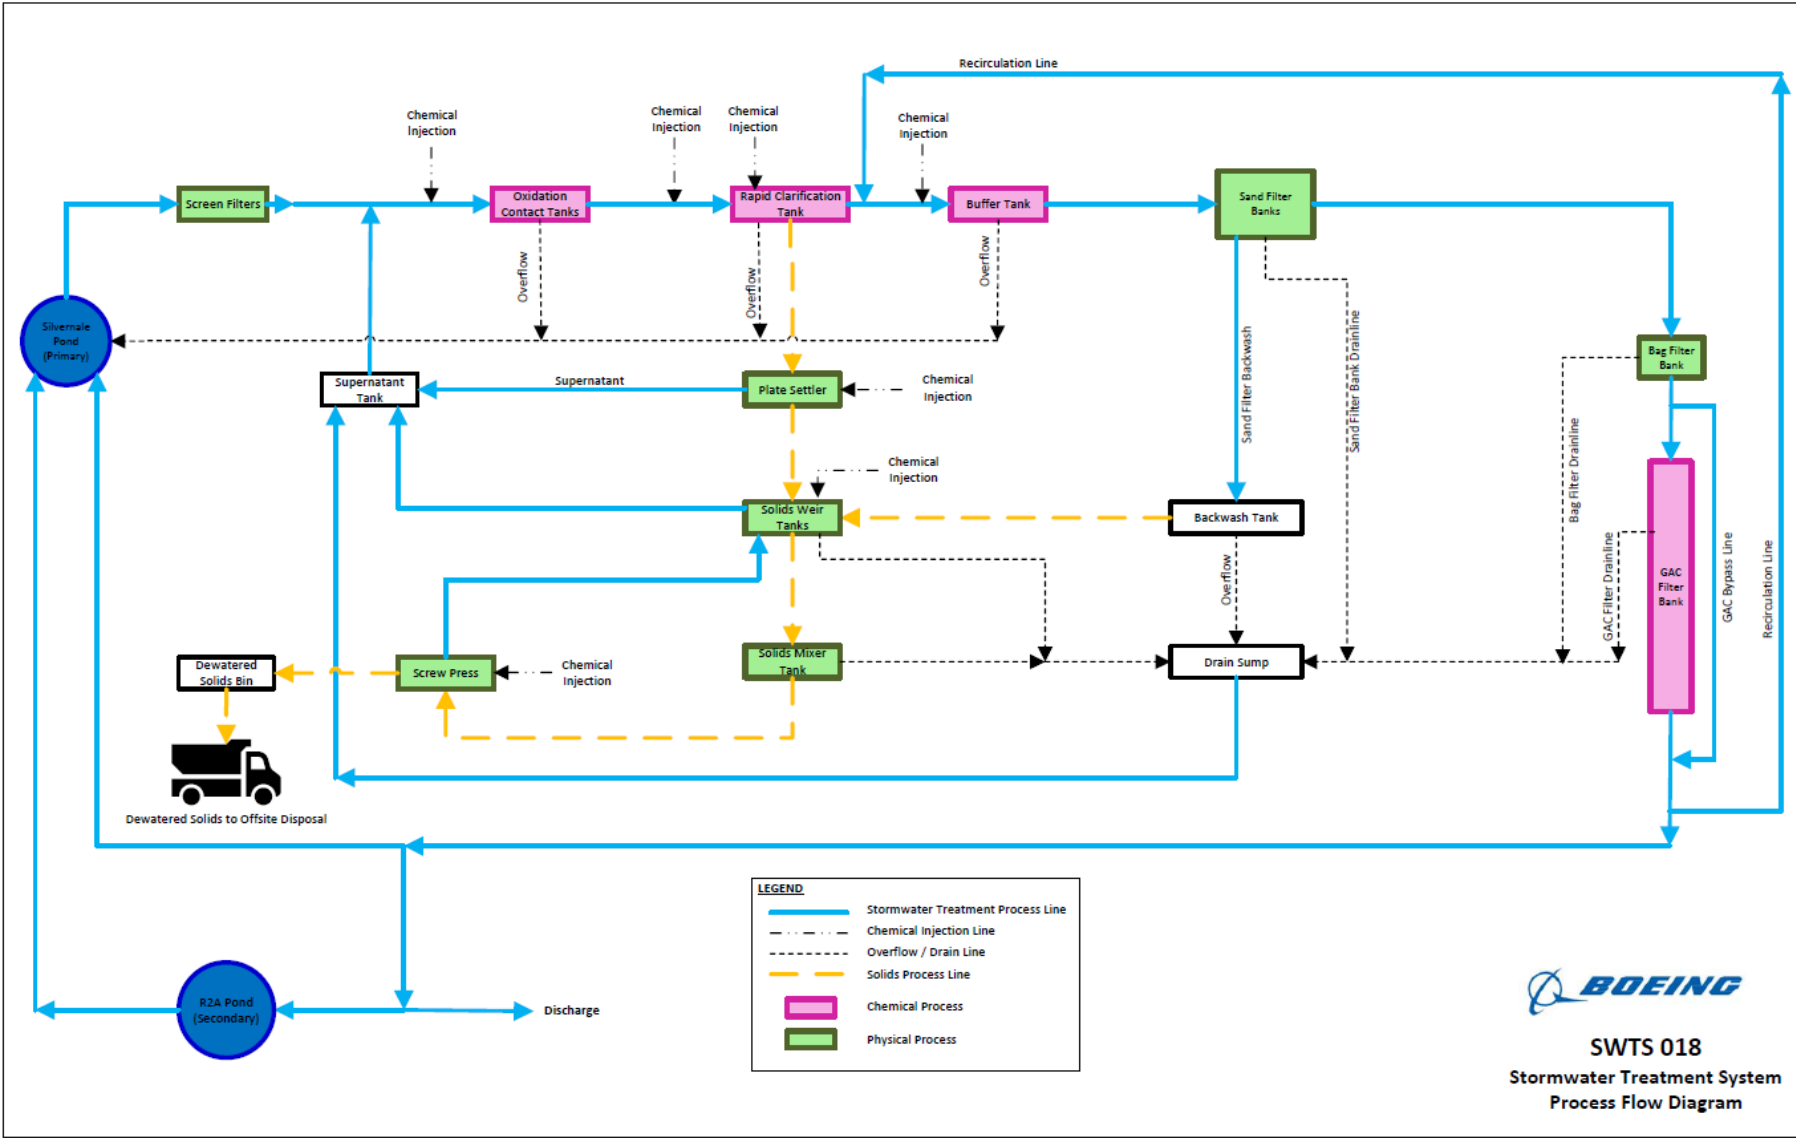 Recirculation Line
Chemical
Injection
Chemical
Injection
Chemical
Injection
Chemical
Injection
Screen Filters
Oxidation
Contact Tanks
Rapid Clarification
Tank
Buffer Tank
Sand Filter
Banks
Overflow
Overflow
Overflow
Silvernale
Pond
(Primary)
Bag Filter
Bank
Supernatant
Tank
Supernatant
Plate Settler
Chemical
Injection
Sand Filter Backwash
Sand Filter Bank Drainline
Bag Filter Drainline
Chemical
Injection
Solids Weir
Tanks
Backwash Tank
Overflow
GAC Filter Drainline
GAC
Filter
Bank
GAC Bypass Line
Recirculation Line
Dewatered
Solids Bin
Screw Press
Chemical
Injection
Solids Mixer
Tank
Drain Sump
Dewatered Solids to Offsite Disposal
LEGEND
Stormwater Treatment Process Line
Chemical Injection Line
Overflow / Drain Line
Solids Process Line
Chemical Process
Physical Process
R2A Pond
(Secondary)
Discharge
BOEING
SWTS 018
Stormwater Treatment System
Process Flow Diagram